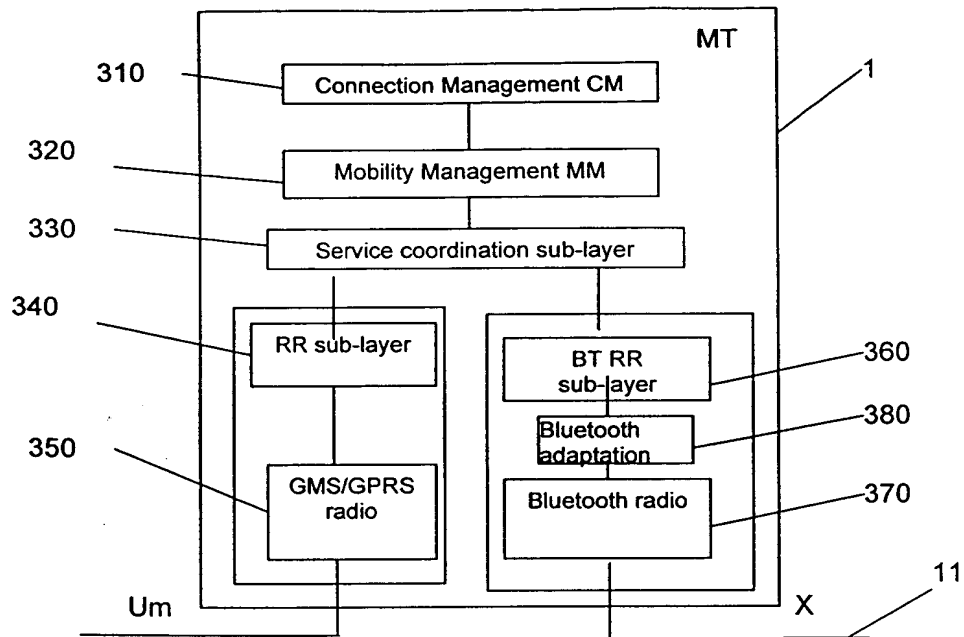 MT
310
Connection Management CM
1
320
Mobility Management MM
330
Service coordination sub-layer
340
RR sub-layer
BT RR
sub-layer
360
Bluetooth
adaptation
380
350
GMS/GPRS
radio
Bluetooth radio
370
Um
X
11